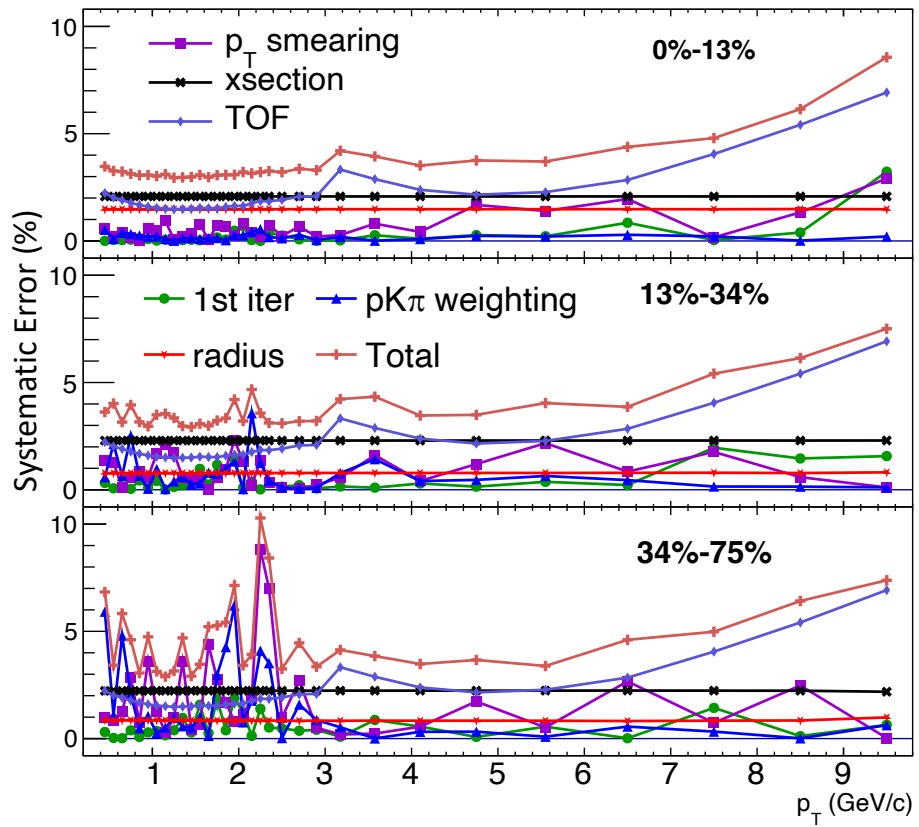 10
p_T smearing
0%-13%
xsection
TOF
5
0
Systematic Error (%)
10
1st iter
pKπ weighting
13%-34%
radius
Total
5
0
10
34%-75%
5
0
1 2 3 4 5 6 7 8 9
p_T (GeV/c)